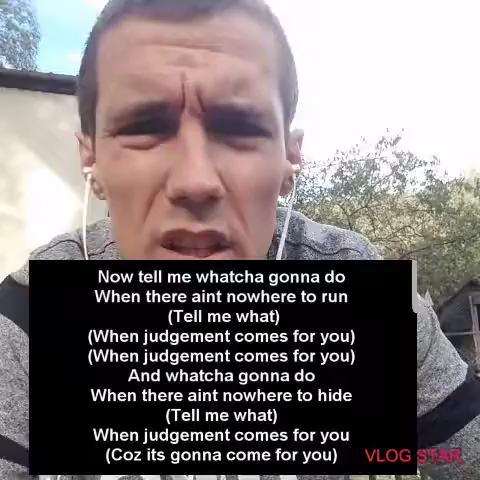 Now tell me whatcha gonna do
When there aint nowhere to run
(Tell me what)
(When judgement comes for you)
(When judgement comes for you)
And whatcha gonna do
When there aint nowhere to hide
(Tell me what)
When judgement comes for you
(Coz its gonna come for you)
VLOG STAR